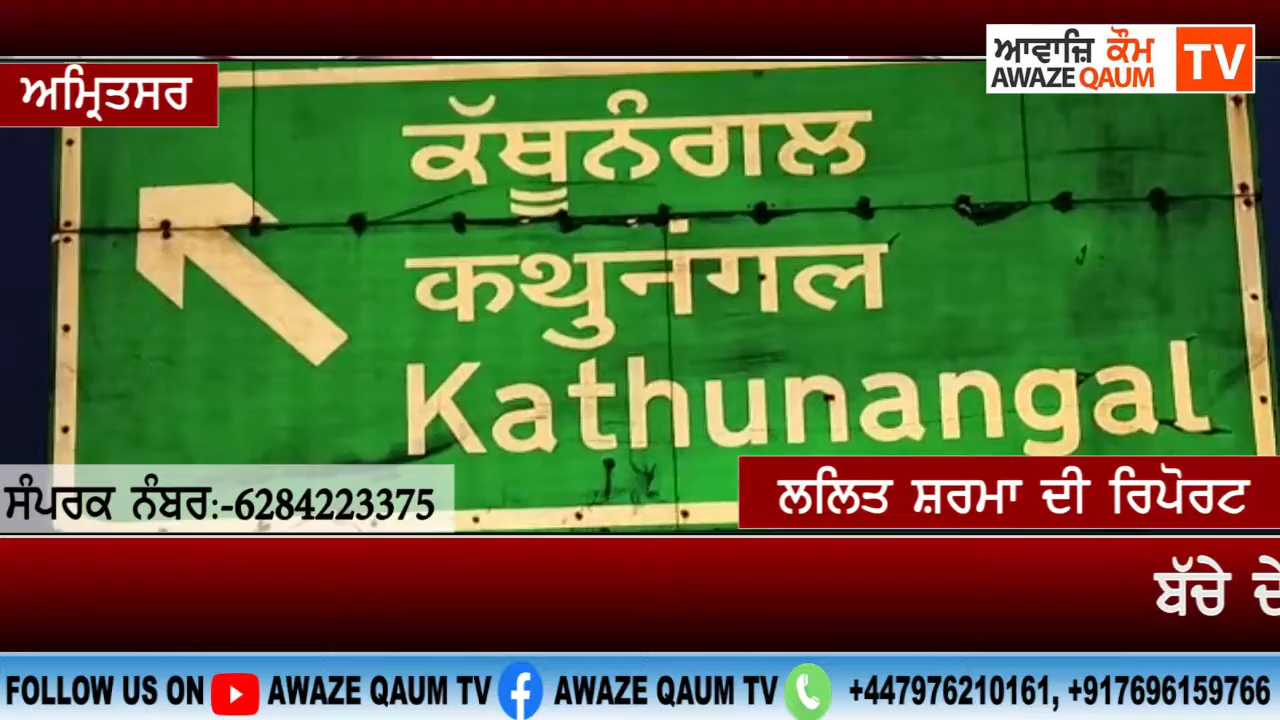 ਆਵਾਜ਼ਿ ਕੌਮ
AWAZE QAUM
TV
ਅਮ੍ਰਿਤਸਰ
ਕੱਥੂਨੰਗਲ
कथुनंगल
Kathunangal
ਸੰਪਰਕ ਨੰਬਰ:-6284223375
ਲਲਿਤ ਸ਼ਰਮਾ ਦੀ ਰਿਪੋਰਟ
ਬੱਚੇ
FOLLOW US ON AWAZE QAUM TV AWAZE QAUM TV +447976210161, +917696159766